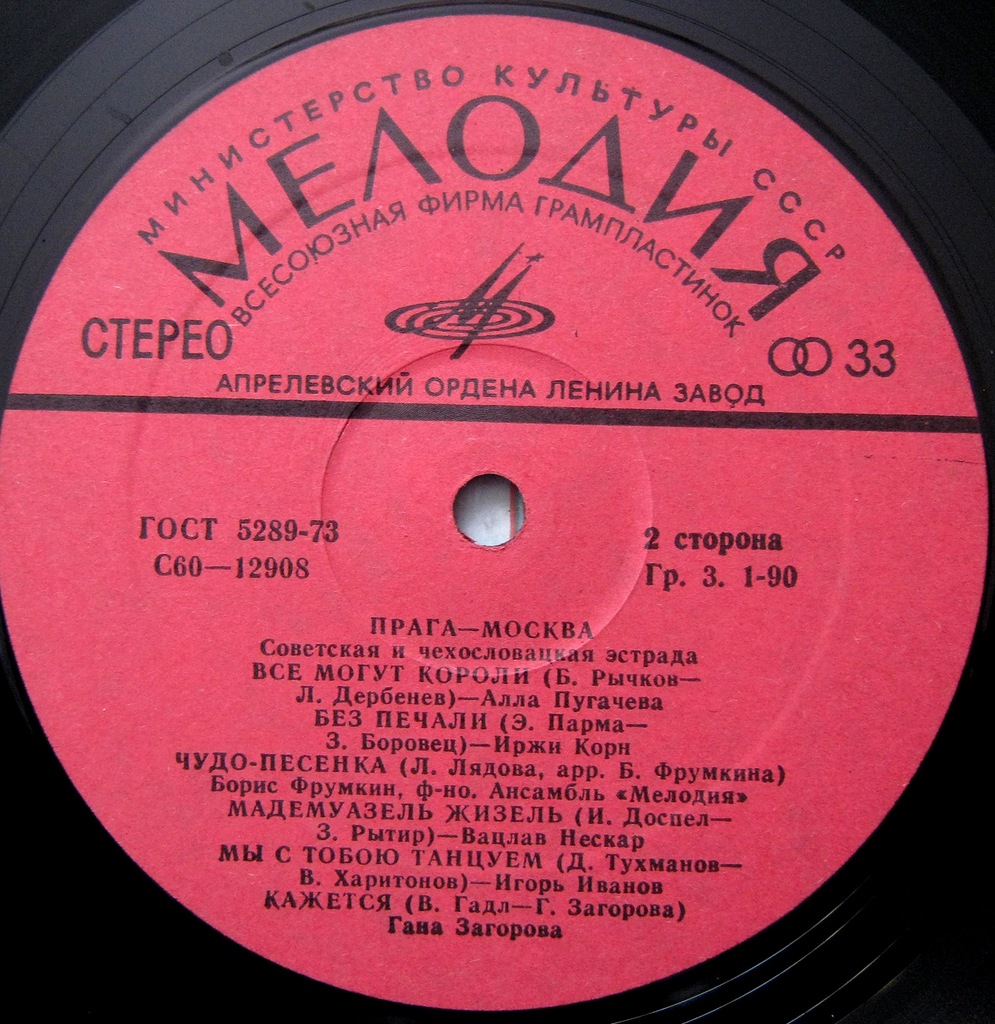 МИНИСТЕРСТВО КУЛЬТУРЫ СССР
МЕЛОДИЯ
ВСЕСОЮЗНАЯ ФИРМА ГРАМПЛАСТИНОК
СТЕРЕО
33
АПРЕЛЕВСКИЙ ОРДЕНА ЛЕНИНА ЗАВОД
ГОСТ 5289-73
С60—12908
2 сторона
Гр. 3. 1-90
ПРАГА—МОСКВА
Советская и чехословацкая эстрада
ВСЕ МОГУТ КОРОЛИ (Б. Рычков—
Л. Дербенев)—Алла Пугачева
БЕЗ ПЕЧАЛИ (Э. Парма—
З. Боровец)—Иржи Корн
ЧУДО-ПЕСЕНКА (Л. Лядова, арр. Б. Фрумкина)
Борис Фрумкин, ф-но. Ансамбль «Мелодия»
МАДЕМУАЗЕЛЬ ЖИЗЕЛЬ (И. Доспел—
З. Рытир)—Вацлав Нескар
МЫ С ТОБОЮ ТАНЦУЕМ (Д. Тухманов—
В. Харитонов)—Игорь Иванов
КАЖЕТСЯ (В. Гадл—Г. Загорова)
Гана Загорова